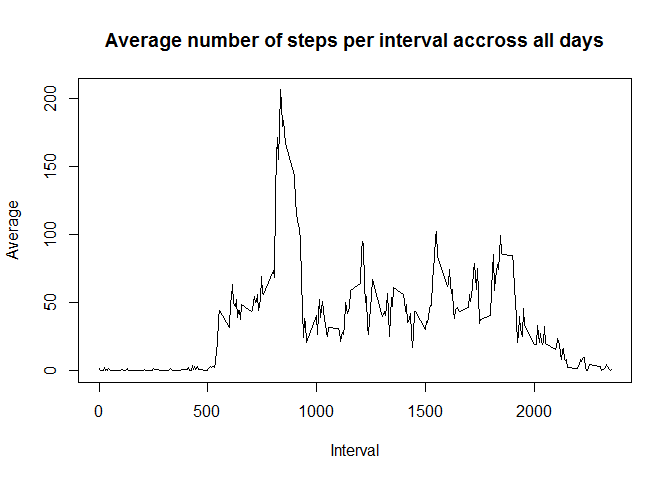 Average number of steps per interval accross all days
200
150
100
50
0
Average
0 500 1000 1500 2000
Interval